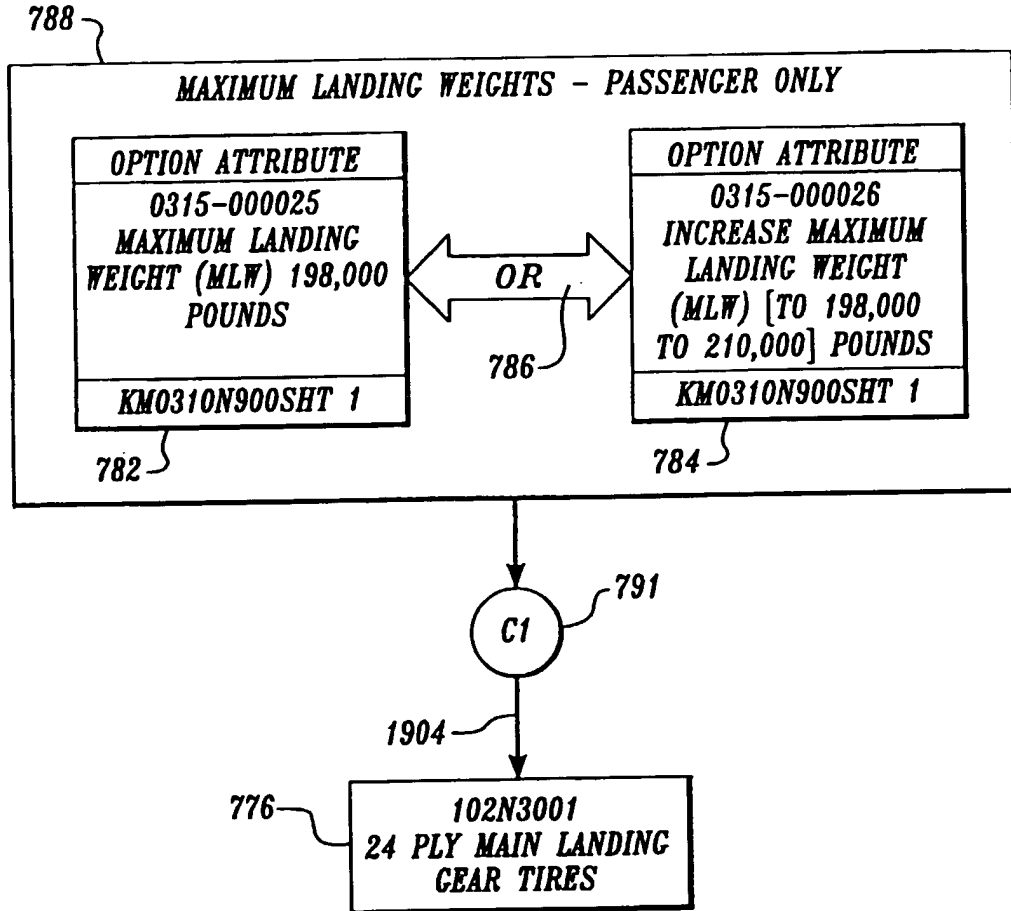 788
MAXIMUM LANDING WEIGHTS - PASSENGER ONLY
OPTION ATTRIBUTE
0315-000025
MAXIMUM LANDING
WEIGHT (MLW) 198,000
POUNDS
KM0310N900SHT 1
782
OR
786
OPTION ATTRIBUTE
0315-000026
INCREASE MAXIMUM
LANDING WEIGHT
(MLW) [TO 198,000
TO 210,000] POUNDS
KM0310N900SHT 1
784
C1
791
1904
776
102N3001
24 PLY MAIN LANDING
GEAR TIRES